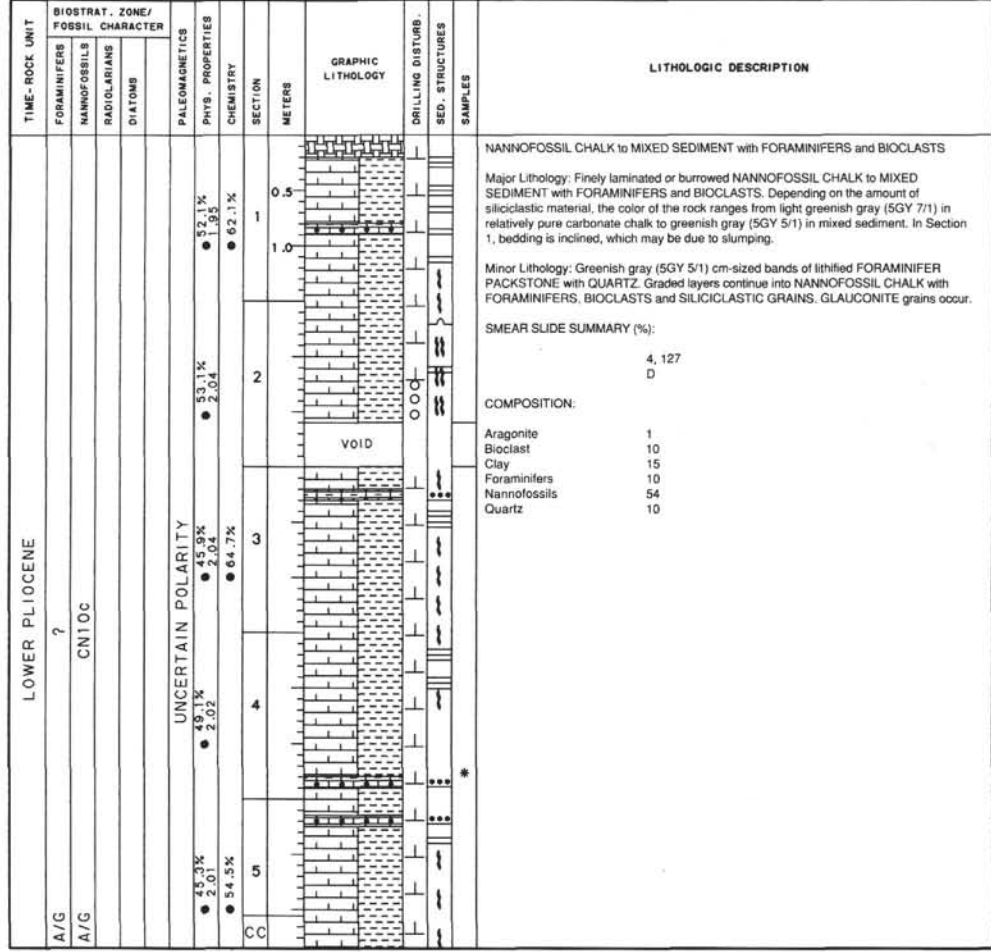 TIME-ROCK UNIT
BIOSTRAT. ZONE/
FOSSIL CHARACTER
FORAMINIFERS
NANNOFOSSILS
RADIOLARIANS
DIATOMS
PALEOMAGNETICS
PHYS. PROPERTIES
CHEMISTRY
SECTION
METERS
GRAPHIC
LITHOLOGY
DRILLING DISTURB.
SED. STRUCTURES
SAMPLES
LITHOLOGIC DESCRIPTION
LOWER PLIOCENE
?
A/G
CN10c
A/G
UNCERTAIN POLARITY
52.1%
1.95
62.1%
1
0.5
1.0
53.1%
2.04
2
VOID
45.9%
2.04
64.7%
3
49.1%
2.02
4
*
45.3%
2.01
54.5%
5
CC
NANNOFOSSIL CHALK to MIXED SEDIMENT with FORAMINIFERS and BIOCLASTS
Major Lithology: Finely laminated or burrowed NANNOFOSSIL CHALK to MIXED
SEDIMENT with FORAMINIFERS and BIOCLASTS. Depending on the amount of
siliciclastic material, the color of the rock ranges from light greenish gray (5GY 7/1) in
relatively pure carbonate chalk to greenish gray (5GY 5/1) in mixed sediment. In Section
1, bedding is inclined, which may be due to slumping.
Minor Lithology: Greenish gray (5GY 5/1) cm-sized bands of lithified FORAMINIFER
PACKSTONE with QUARTZ. Graded layers continue into NANNOFOSSIL CHALK with
FORAMINIFERS, BIOCLASTS and SILICICLASTIC GRAINS. GLAUCONITE grains occur.
SMEAR SLIDE SUMMARY (%):
4, 127
D
COMPOSITION:
Aragonite 1
Bioclast 10
Clay 15
Foraminifers 10
Nannofossils 54
Quartz 10